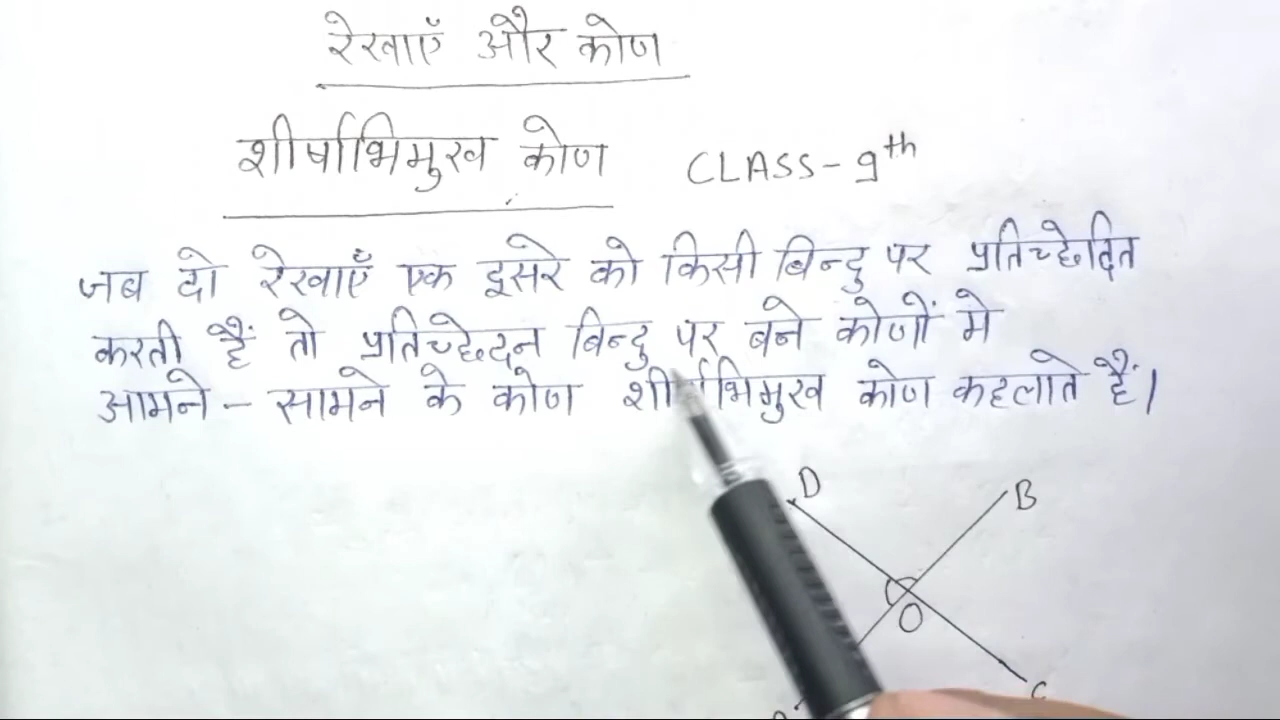 रेखाएँ और कोण
शीर्षाभिमुख कोण CLASS - 9th
जब दो रेखाएँ एक दूसरे को किसी बिन्दु पर प्रतिच्छेदित
करती हैं तो प्रतिच्छेदन बिन्दु पर बने कोणों मे
आमने - सामने के कोण शीर्षाभिमुख कोण कहलाते हैं।
D B
O
C